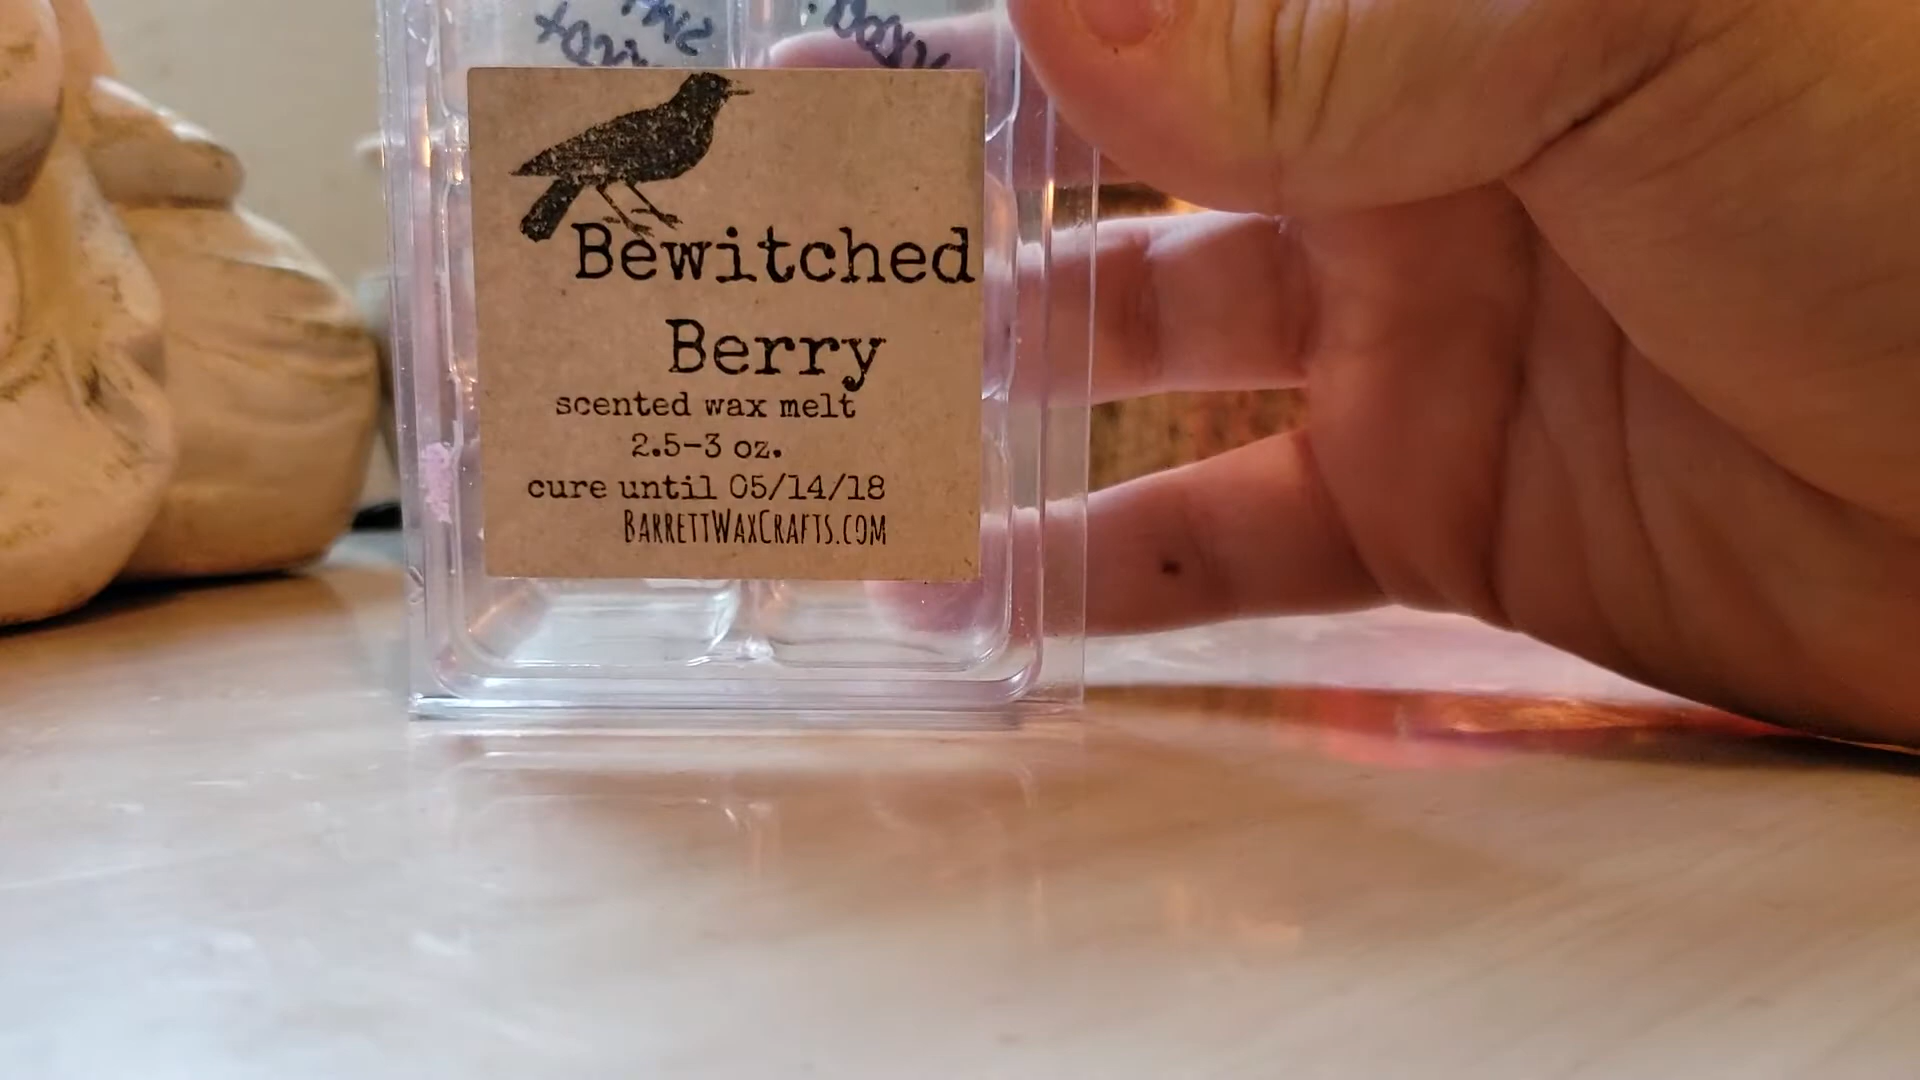 Bewitched
Berry
scented wax melt
2.5-3 oz.
cure until 05/14/18
BARRETTWAXCRAFTS.COM